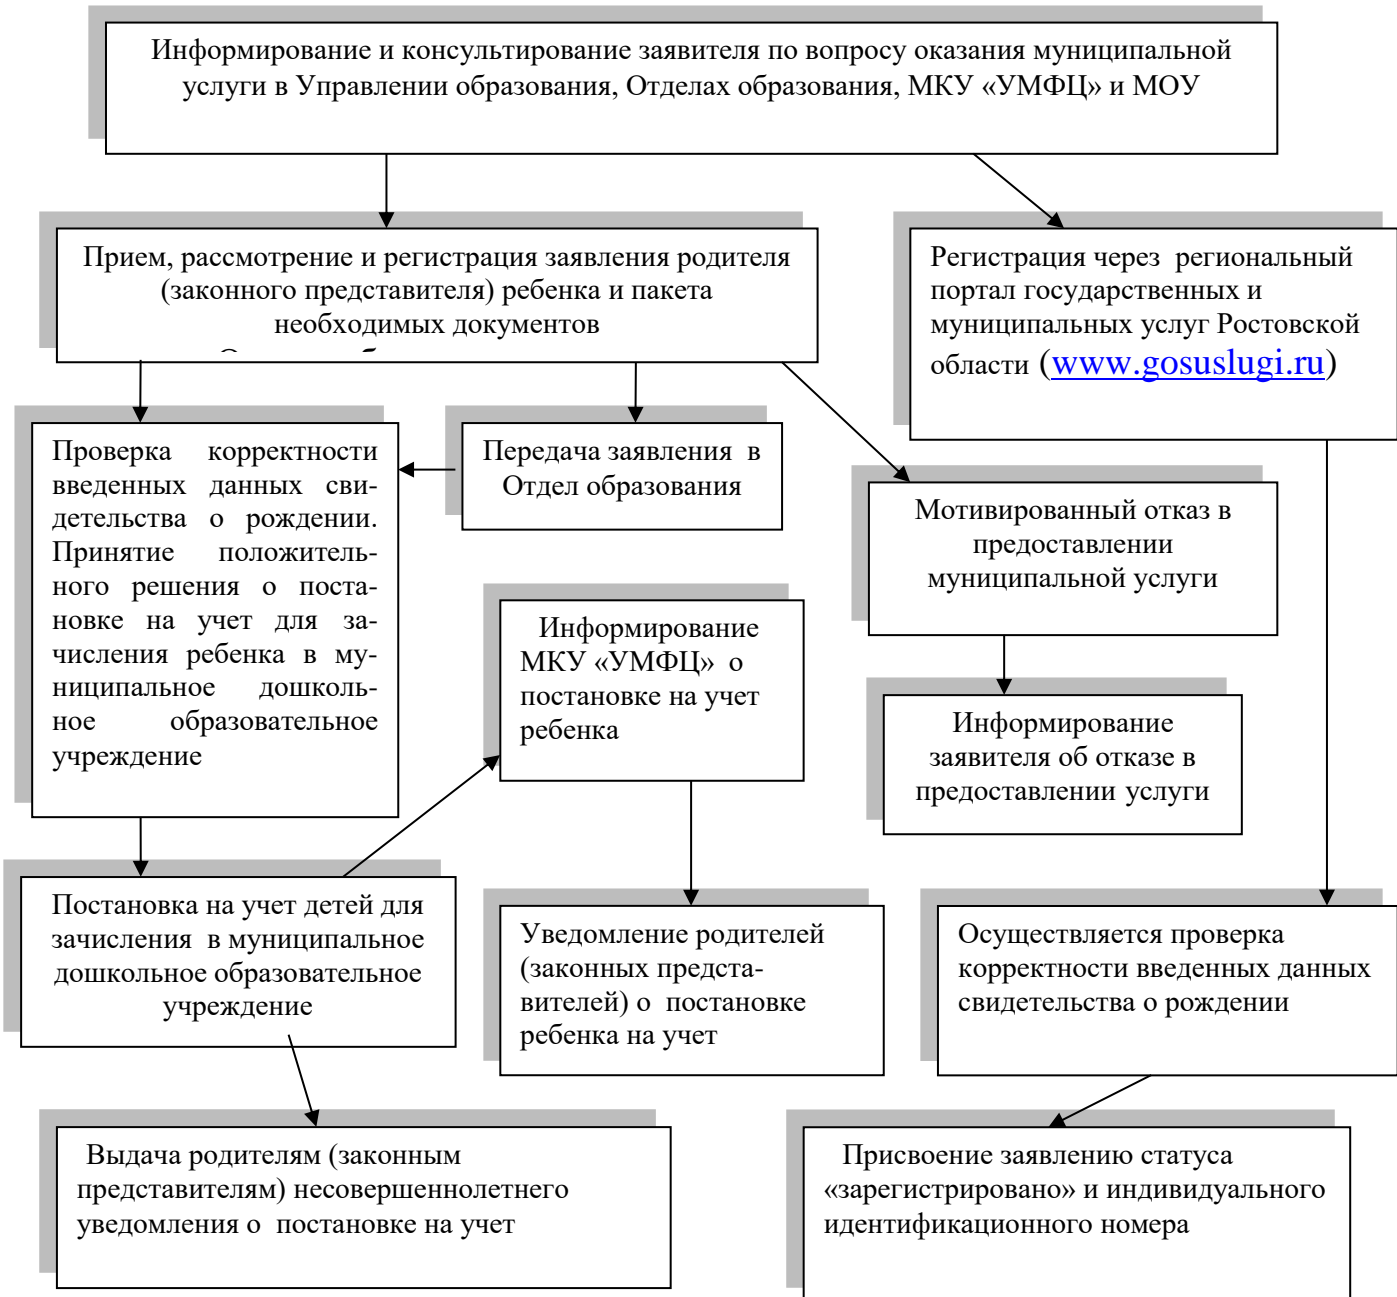 Информирование и консультирование заявителя по вопросу оказания муниципальной
услуги в Управлении образования, Отделах образования, МКУ «УМФЦ» и МОУ
Прием, рассмотрение и регистрация заявления родителя
(законного представителя) ребенка и пакета
необходимых документов
Регистрация через региональный
портал государственных и
муниципальных услуг Ростовской
области (www.gosuslugi.ru)
Проверка корректности
введенных данных сви-
детельства о рождении.
Принятие положитель-
ного решения о поста-
новке на учет для за-
числения ребенка в му-
ниципальное дошколь-
ное образовательное
учреждение
Передача заявления в
Отдел образования
Мотивированный отказ в
предоставлении
муниципальной услуги
Информирование
МКУ «УМФЦ» о
постановке на учет
ребенка
Информирование
заявителя об отказе в
предоставлении услуги
Постановка на учет детей для
зачисления в муниципальное
дошкольное образовательное
учреждение
Уведомление родителей
(законных предста-
вителей) о постановке
ребенка на учет
Осуществляется проверка
корректности введенных данных
свидетельства о рождении
Выдача родителям (законным
представителям) несовершеннолетнего
уведомления о постановке на учет
Присвоение заявлению статуса
«зарегистрировано» и индивидуального
идентификационного номера